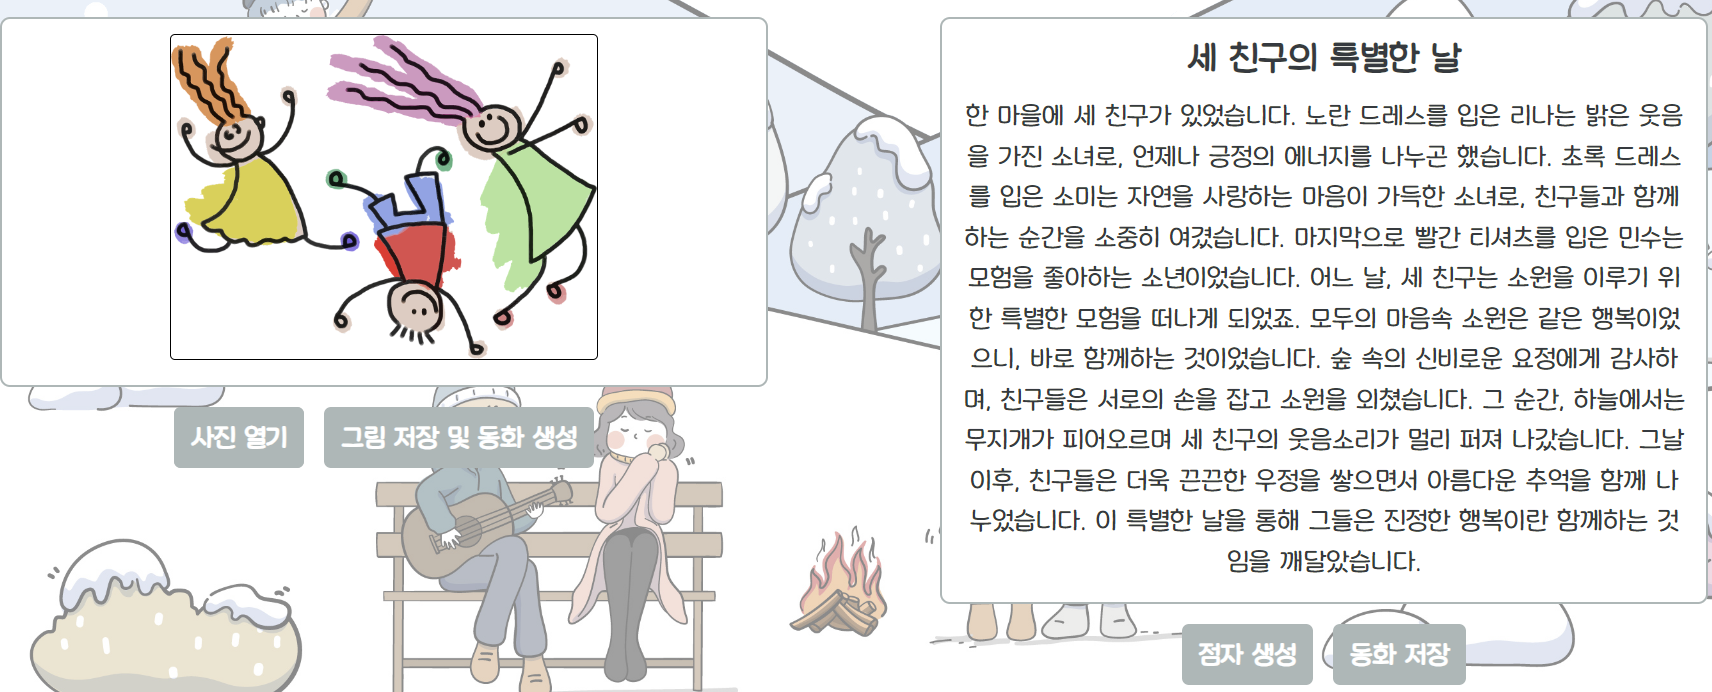 사진 열기
그림 저장 및 동화 생성
세 친구의 특별한 날
한 마을에 세 친구가 있었습니다. 노란 드레스를 입은 리나는 밝은 웃음
을 가진 소녀로, 언제나 긍정의 에너지를 나누곤 했습니다. 초록 드레스
를 입은 소미는 자연을 사랑하는 마음이 가득한 소녀로, 친구들과 함께
하는 순간을 소중히 여겼습니다. 마지막으로 빨간 티셔츠를 입은 민수는
모험을 좋아하는 소년이었습니다. 어느 날, 세 친구는 소원을 이루기 위
한 특별한 모험을 떠나게 되었죠. 모두의 마음속 소원은 같은 행복이었
으니, 바로 함께하는 것이었습니다. 숲 속의 신비로운 요정에게 감사하
며, 친구들은 서로의 손을 잡고 소원을 외쳤습니다. 그 순간, 하늘에서는
무지개가 피어오르며 세 친구의 웃음소리가 멀리 퍼져 나갔습니다. 그날
이후, 친구들은 더욱 끈끈한 우정을 쌓으면서 아름다운 추억을 함께 나
누었습니다. 이 특별한 날을 통해 그들은 진정한 행복이란 함께하는 것
임을 깨달았습니다.
점자 생성
동화 저장